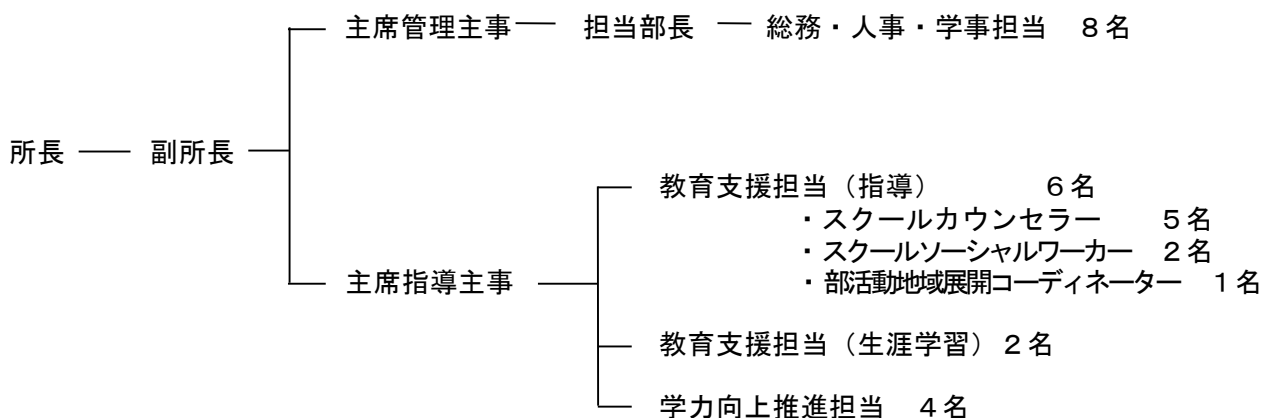 主席管理主事 担当部長 総務・人事・学事担当 8名
所長 副所長
教育支援担当（指導） 6名
・スクールカウンセラー 5名
・スクールソーシャルワーカー 2名
主席指導主事 ・部活動地域展開コーディネーター 1名
教育支援担当（生涯学習）2名
学力向上推進担当 4名